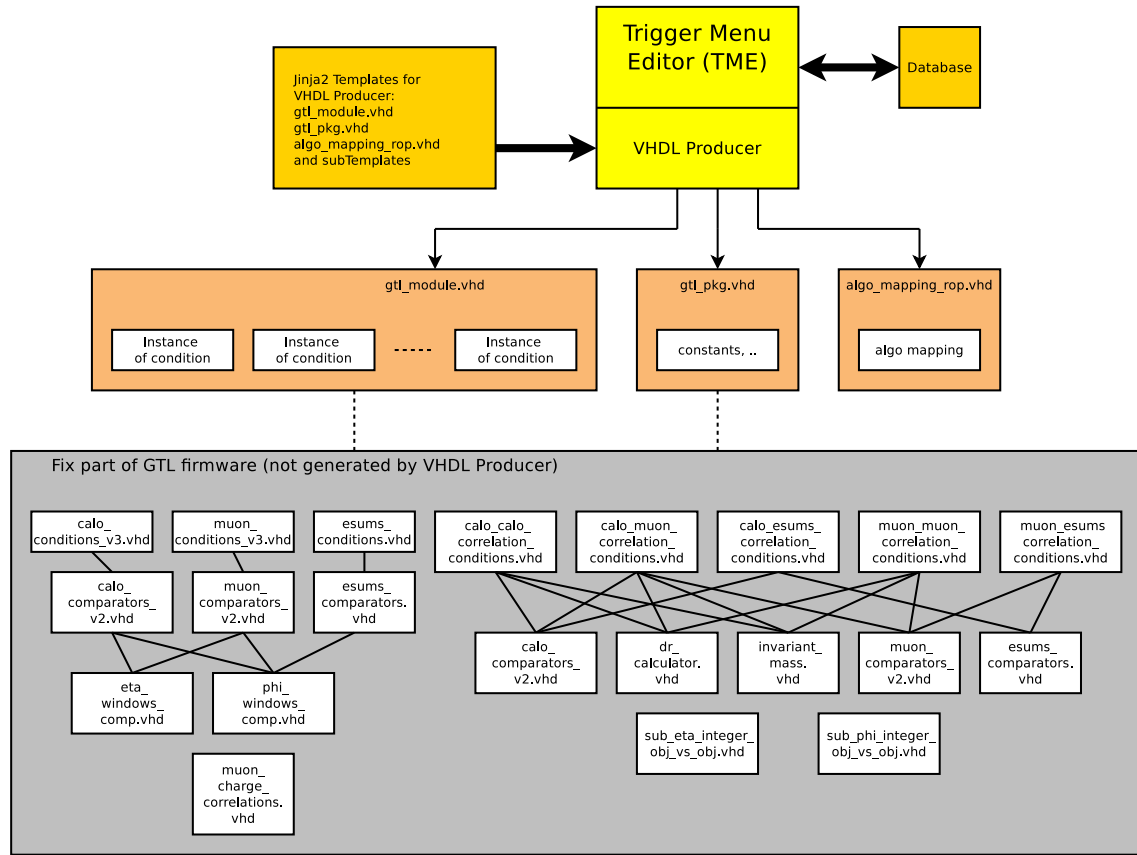 Trigger Menu
Editor (TME)
Database
Jinja2 Templates for
VHDL Producer:
gtl_module.vhd
gtl_pkg.vhd
algo_mapping_rop.vhd
and subTemplates
VHDL Producer
gtl_module.vhd
Instance
of condition
Instance
of condition
-----
Instance
of condition
gtl_pkg.vhd
constants, ..
algo_mapping_rop.vhd
algo mapping
Fix part of GTL firmware (not generated by VHDL Producer)
calo_
conditions_v3.vhd
muon_
conditions_v3.vhd
esums_
conditions.vhd
calo_calo_
correlation_
conditions.vhd
calo_muon_
correlation_
conditions.vhd
calo_esums_
correlation_
conditions.vhd
muon_muon_
correlation_
conditions.vhd
muon_esums
correlation_
conditions.vhd
calo_
comparators_
v2.vhd
muon_
comparators_
v2.vhd
esums_
comparators.
vhd
calo_
comparators_
v2.vhd
dr_
calculator.
vhd
invariant_
mass.
vhd
muon_
comparators_
v2.vhd
esums_
comparators.
vhd
eta_
windows_
comp.vhd
phi_
windows_
comp.vhd
sub_eta_integer_
obj_vs_obj.vhd
sub_phi_integer_
obj_vs_obj.vhd
muon_
charge_
correlations.
vhd